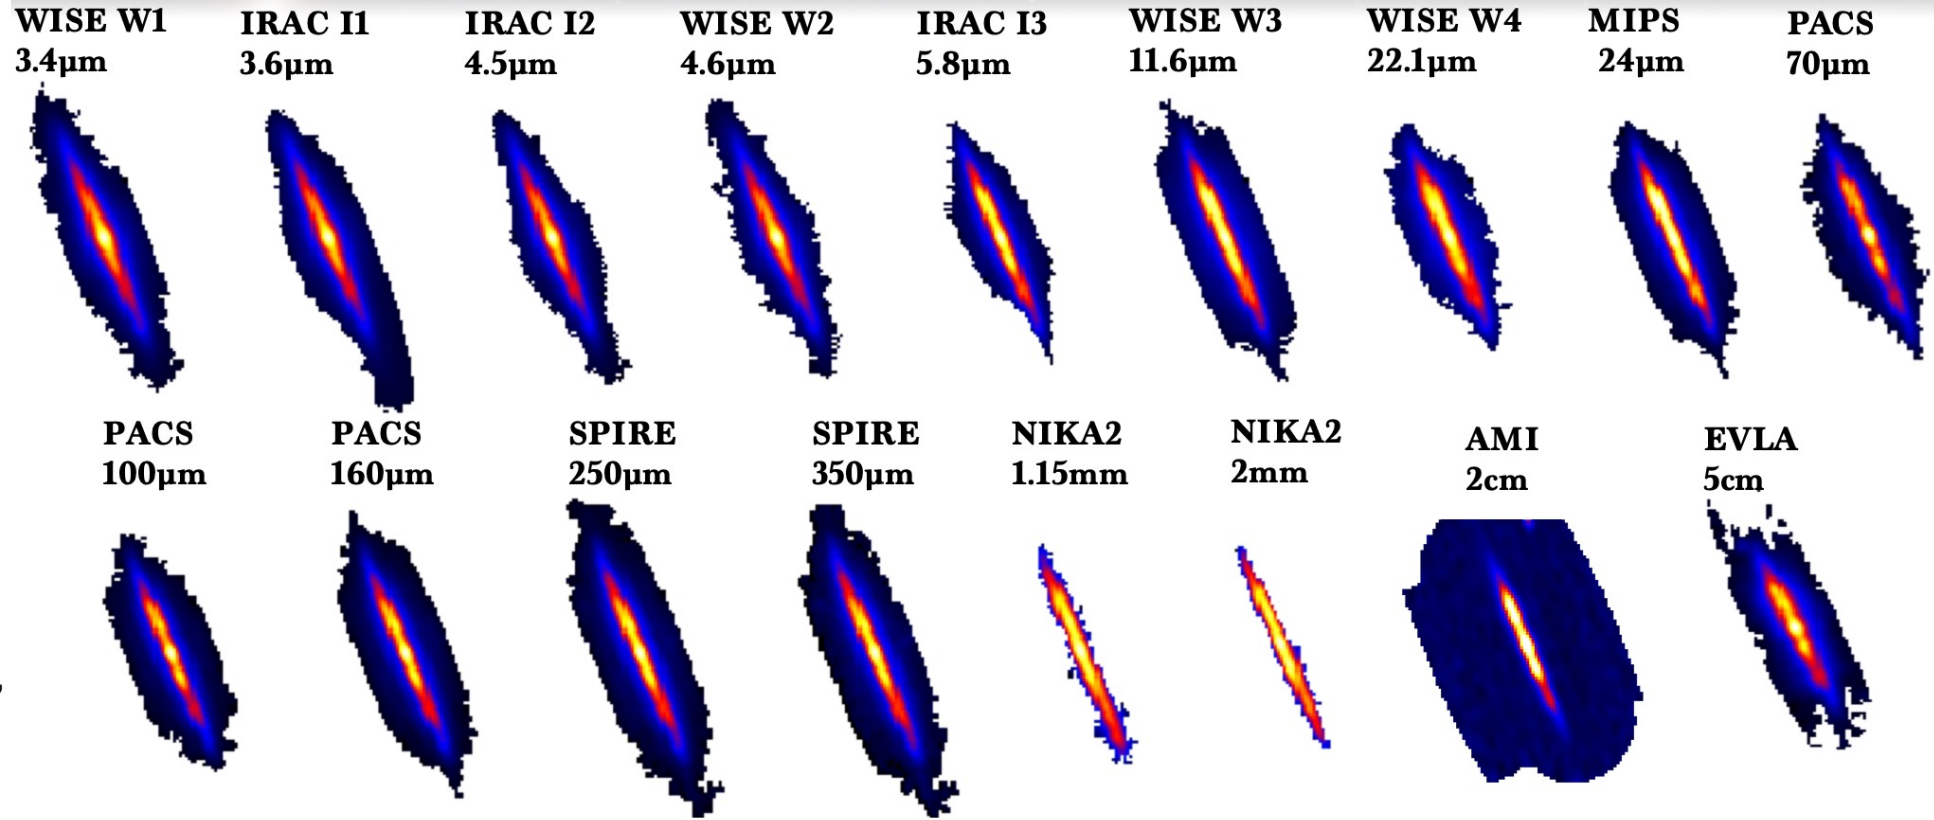 WISE W1
3.4μm
IRAC I1
3.6μm
IRAC I2
4.5μm
WISE W2
4.6μm
IRAC I3
5.8μm
WISE W3
11.6μm
WISE W4
22.1μm
MIPS
24μm
PACS
70μm
PACS
100μm
PACS
160μm
SPIRE
250μm
SPIRE
350μm
NIKA2
1.15mm
NIKA2
2mm
AMI
2cm
EVLA
5cm